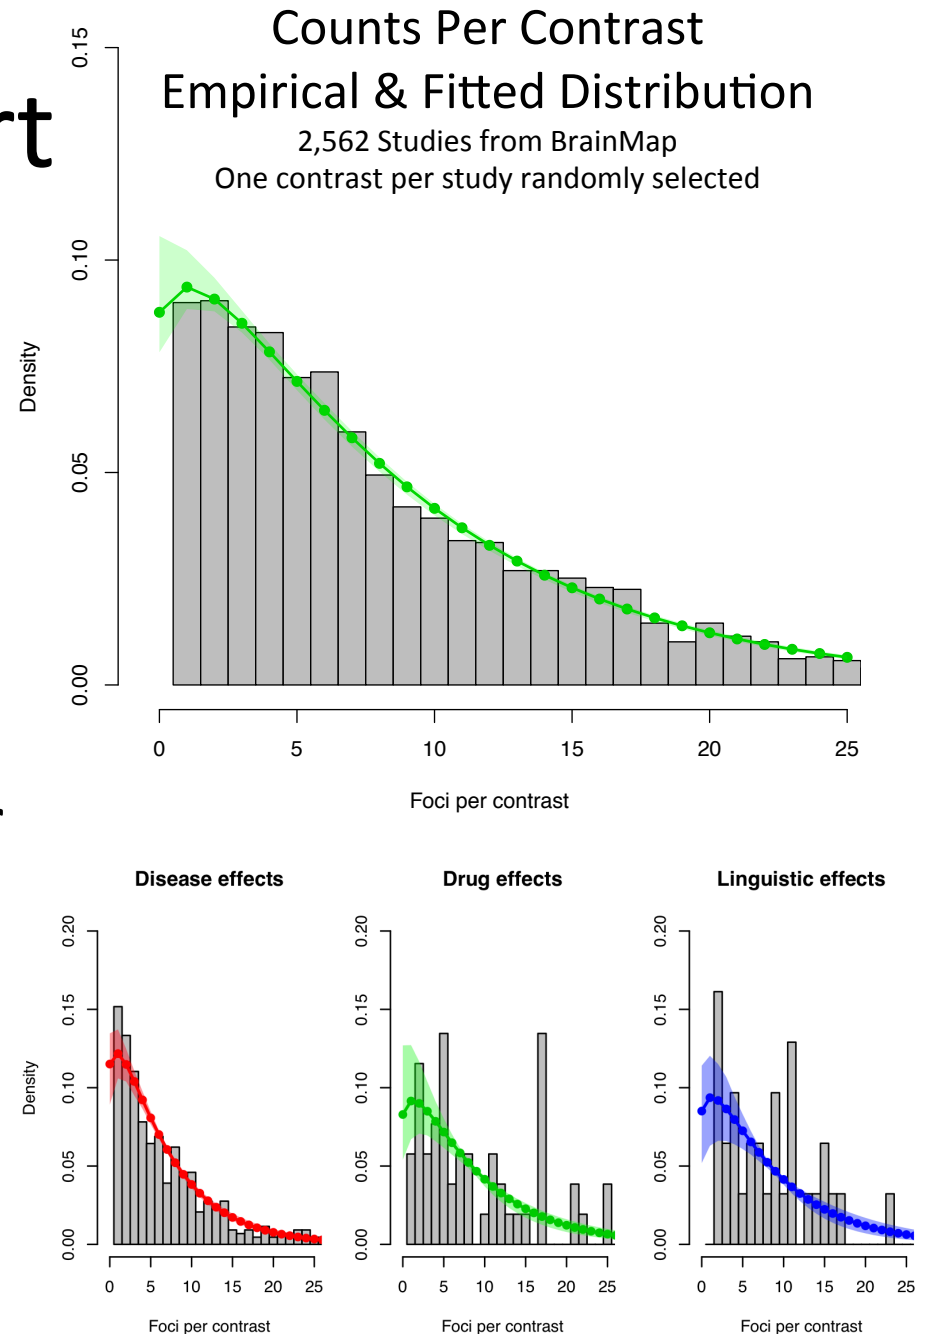 Counts Per Contrast
Empirical & Fitted Distribution
2,562 Studies from BrainMap
One contrast per study randomly selected
rt
Density
0.15
0.10
0.05
0.00
0 5 10 15 20 25
Foci per contrast
Disease effects
Density
0.20
0.15
0.10
0.05
0.00
0 5 10 15 20 25
Foci per contrast
Drug effects
0.20
0.15
0.10
0.05
0.00
0 5 10 15 20 25
Foci per contrast
Linguistic effects
0.20
0.15
0.10
0.05
0.00
0 5 10 15 20 25
Foci per contrast